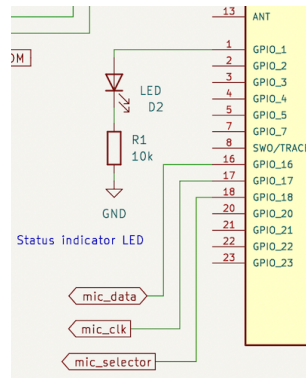 13 ANT
1 GPIO_1
2 GPIO_2
3 GPIO_3
LED
4 GPIO_4
D2
5 GPIO_5
7 GPIO_7
R1
8 SWO/TRAC
10k
16 GPIO_16
17 GPIO_17
18 GPIO_18
20 GPIO_20
GND
21 GPIO_21
Status indicator LED
22 GPIO_22
23 GPIO_23
mic_data
mic_clk
mic_selector